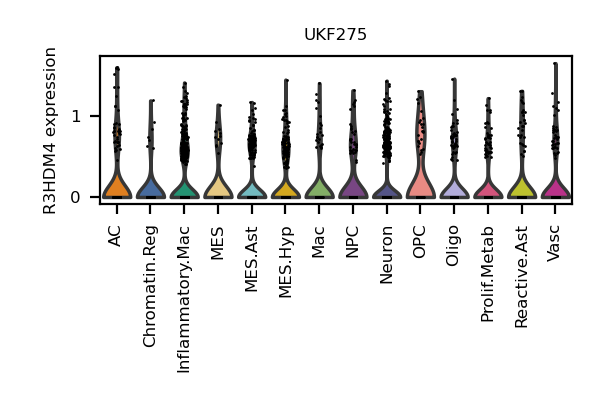 UKF275
R3HDM4 expression
1
0
AC
Chromatin.Reg
Inflammatory.Mac
MES
MES.Ast
MES.Hyp
Mac
NPC
Neuron
OPC
Oligo
Prolif.Metab
Reactive.Ast
Vasc